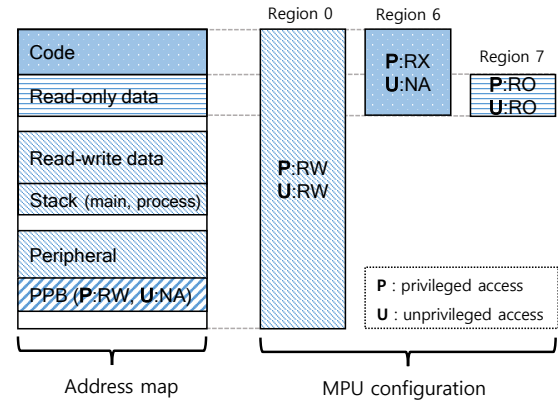 Region 0
Region 6
Region 7
Code
Read-only data
Read-write data
Stack (main, process)
Peripheral
PPB (P:RW, U:NA)
P:RW
U:RW
P:RX
U:NA
P:RO
U:RO
P : privileged access
U : unprivileged access
Address map
MPU configuration